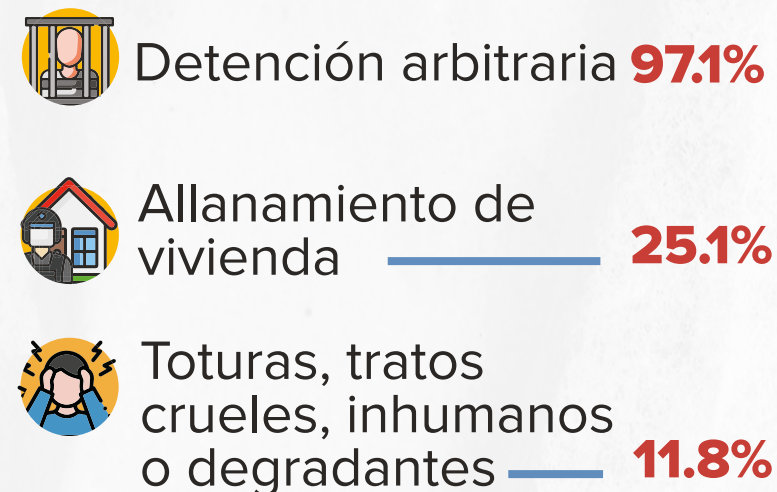 Detención arbitraria 97.1%
Allanamiento de
vivienda 25.1%
Toturas, tratos
crueles, inhumanos
o degradantes 11.8%